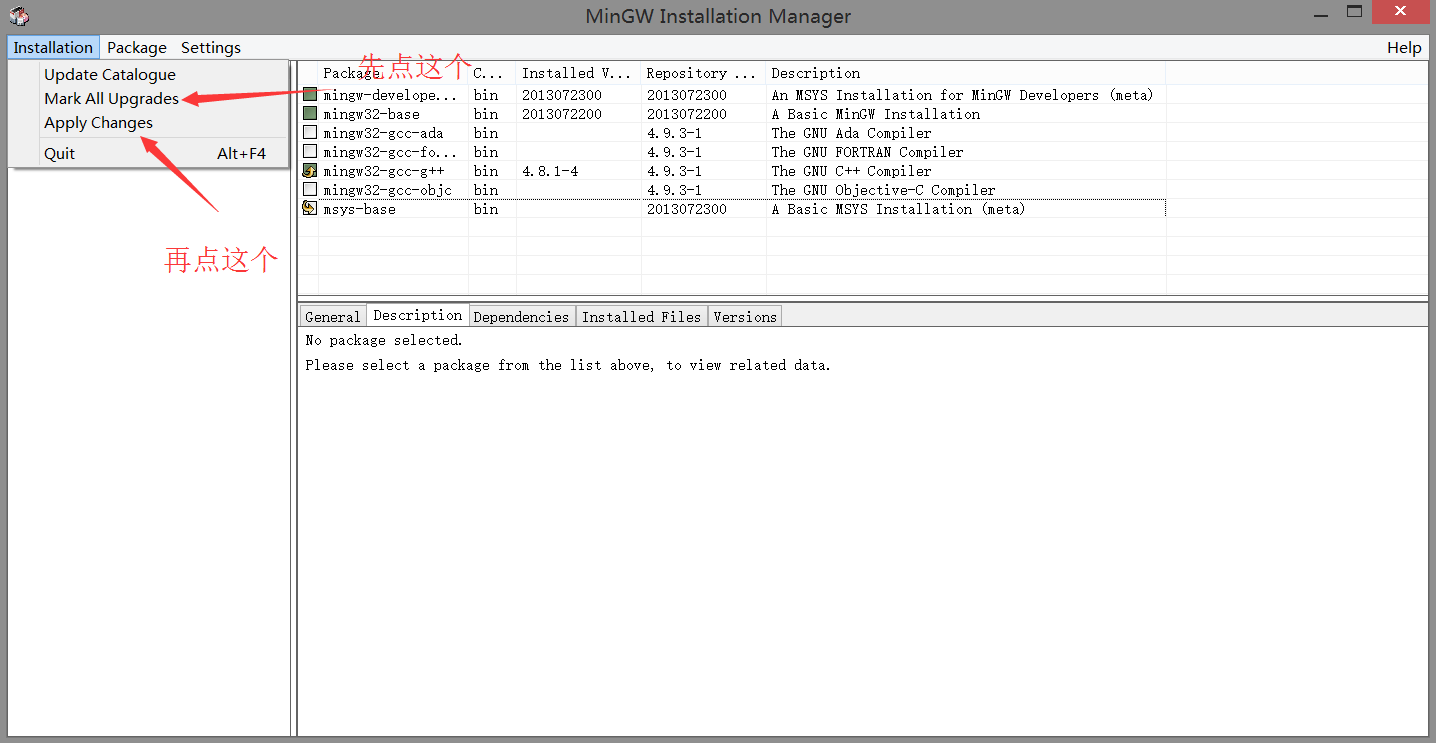 MinGW Installation Manager
Installation Package Settings Help
Update Catalogue
Mark All Upgrades
Apply Changes
Quit Alt+F4
先点这个
再点这个
Package C... Installed V... Repository ... Description
mingw-develope... bin 2013072300 2013072300 An MSYS Installation for MinGW Developers (meta)
mingw32-base bin 2013072200 2013072200 A Basic MinGW Installation
mingw32-gcc-ada bin 4.9.3-1 The GNU Ada Compiler
mingw32-gcc-fo... bin 4.9.3-1 The GNU FORTRAN Compiler
mingw32-gcc-g++ bin 4.8.1-4 4.9.3-1 The GNU C++ Compiler
mingw32-gcc-objc bin 4.9.3-1 The GNU Objective-C Compiler
msys-base bin 2013072300 A Basic MSYS Installation (meta)
General Description Dependencies Installed Files Versions
No package selected.
Please select a package from the list above, to view related data.